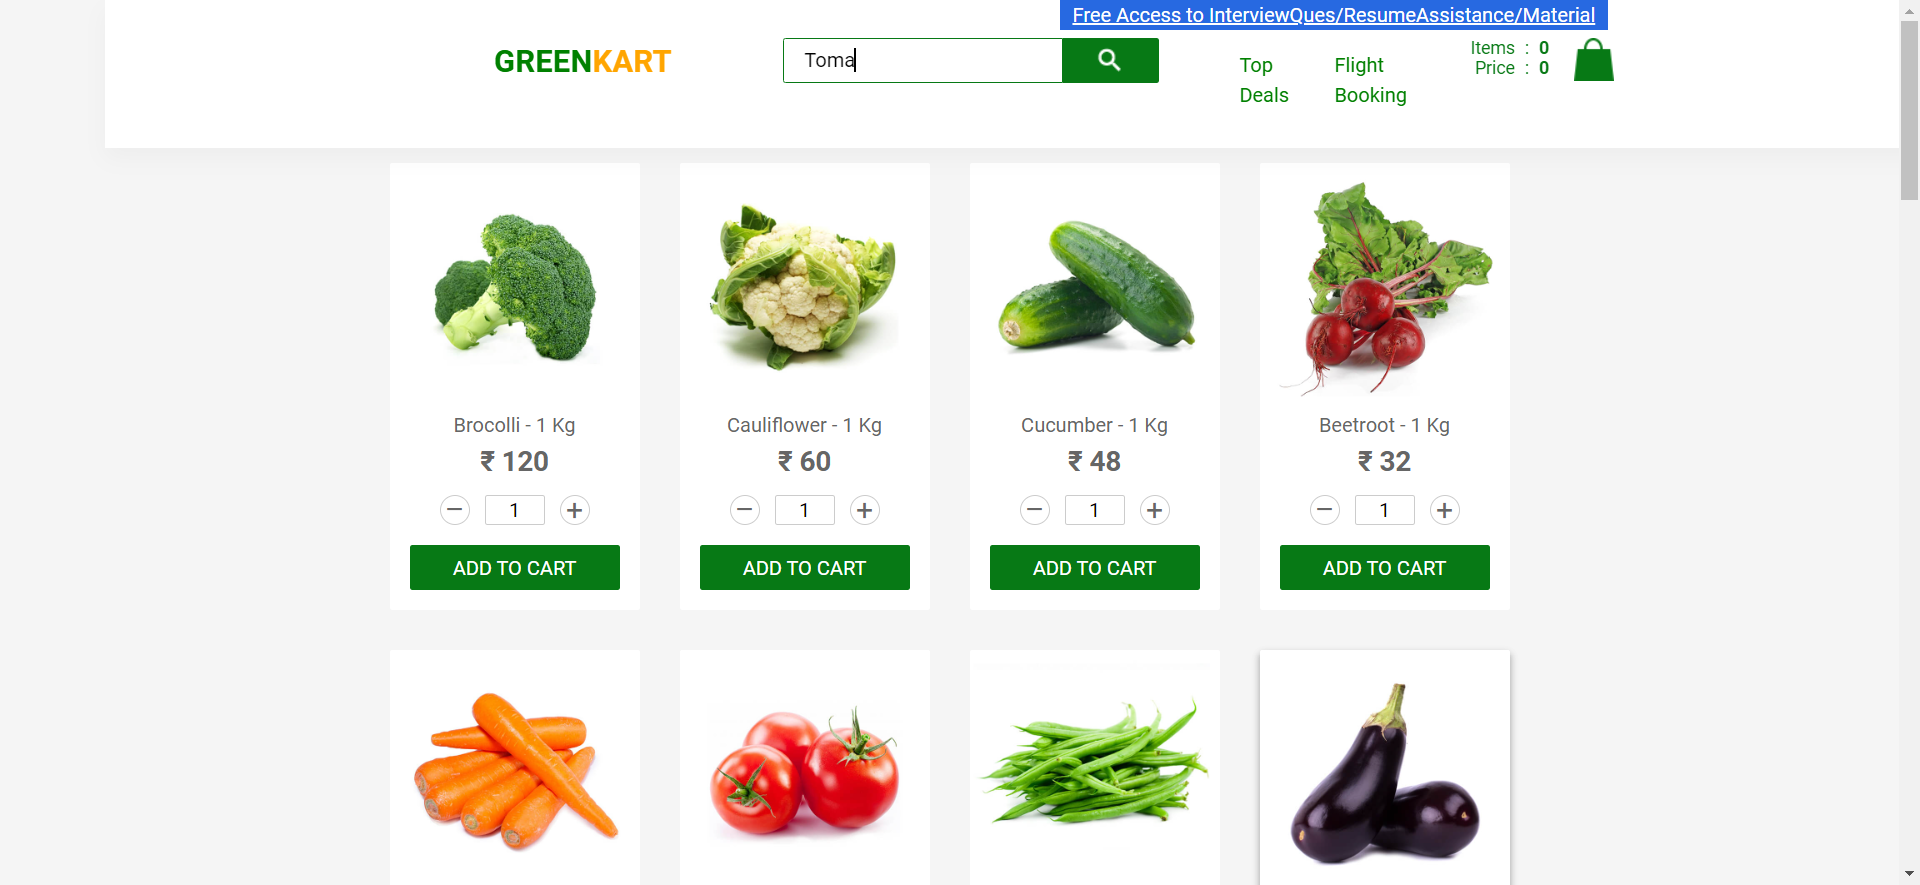 Free Access to InterviewQues/ResumeAssistance/Material
GREENKART
Toma
Top Deals
Flight Booking
Items : 0
Price : 0
Brocolli - 1 Kg
₹ 120
1
ADD TO CART
Cauliflower - 1 Kg
₹ 60
1
ADD TO CART
Cucumber - 1 Kg
₹ 48
1
ADD TO CART
Beetroot - 1 Kg
₹ 32
1
ADD TO CART